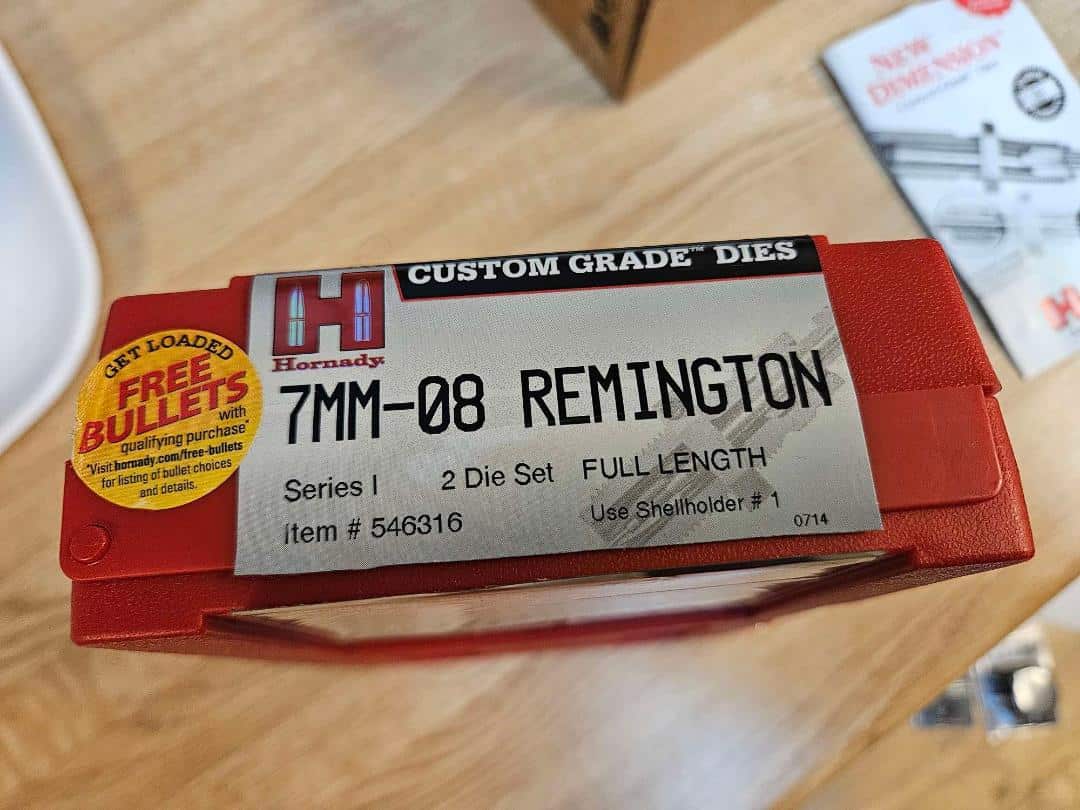 NEW
DIMENSION™
CUSTOM GRADE™ DIES
H
Hornady®
GET LOADED
FREE
BULLETS
with
qualifying purchase*
*Visit hornady.com/free-bullets
for listing of bullet choices
and details.
7MM-08 REMINGTON
Series I 2 Die Set FULL LENGTH
Item # 546316 Use Shellholder # 1
0714